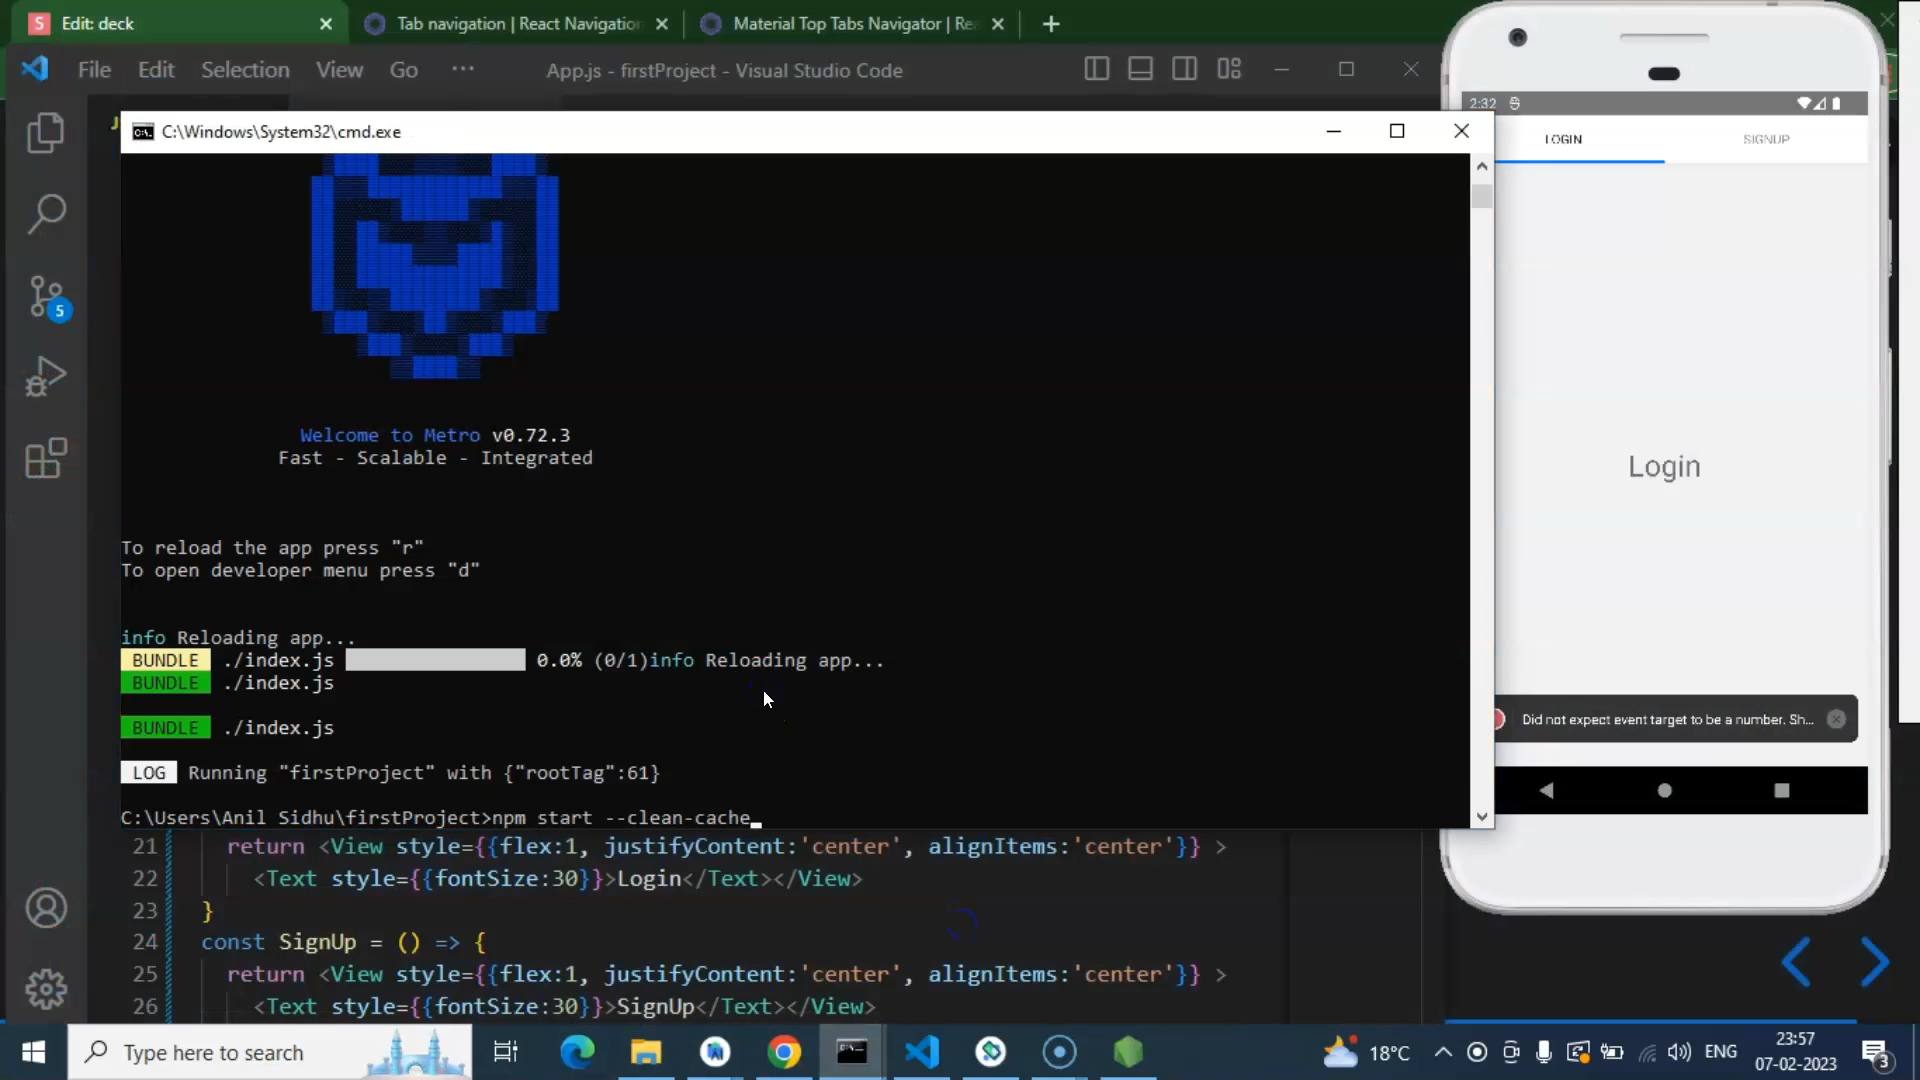 S Edit: deck
Tab navigation | React Navigation
Material Top Tabs Navigator | Re
File Edit Selection View Go ···
App.js - firstProject - Visual Studio Code
C:\Windows\System32\cmd.exe
Welcome to Metro v0.72.3
Fast - Scalable - Integrated
To reload the app press "r"
To open developer menu press "d"
info Reloading app...
BUNDLE ./index.js 0.0% (0/1)info Reloading app...
BUNDLE ./index.js
BUNDLE ./index.js
LOG Running "firstProject" with {"rootTag":61}
C:\Users\Anil Sidhu\firstProject>npm start --clean-cache
5
21 return <View style={{flex:1, justifyContent:'center', alignItems:'center'}} >
22 <Text style={{fontSize:30}}>Login</Text></View>
23 }
24 const SignUp = () => {
25 return <View style={{flex:1, justifyContent:'center', alignItems:'center'}} >
26 <Text style={{fontSize:30}}>SignUp</Text></View>
2:32
LOGIN SIGNUP
Login
Did not expect event target to be a number. Sh...
Type here to search
18°C
ENG
23:57
07-02-2023
3